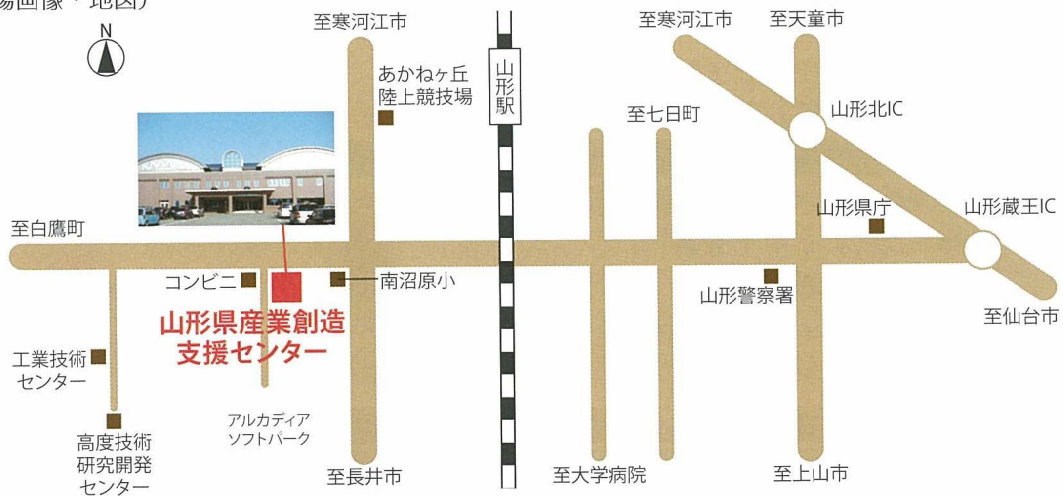 場画像・地図）
N
至寒河江市
至寒河江市
至天童市
あかねヶ丘
陸上競技場
山形駅
至七日町
山形北IC
至白鷹町
山形県庁
山形蔵王IC
コンビニ
南沼原小
山形警察署
山形県産業創造
支援センター
至仙台市
工業技術
センター
アルカディア
ソフトパーク
高度技術
研究開発
センター
至長井市
至大学病院
至上山市